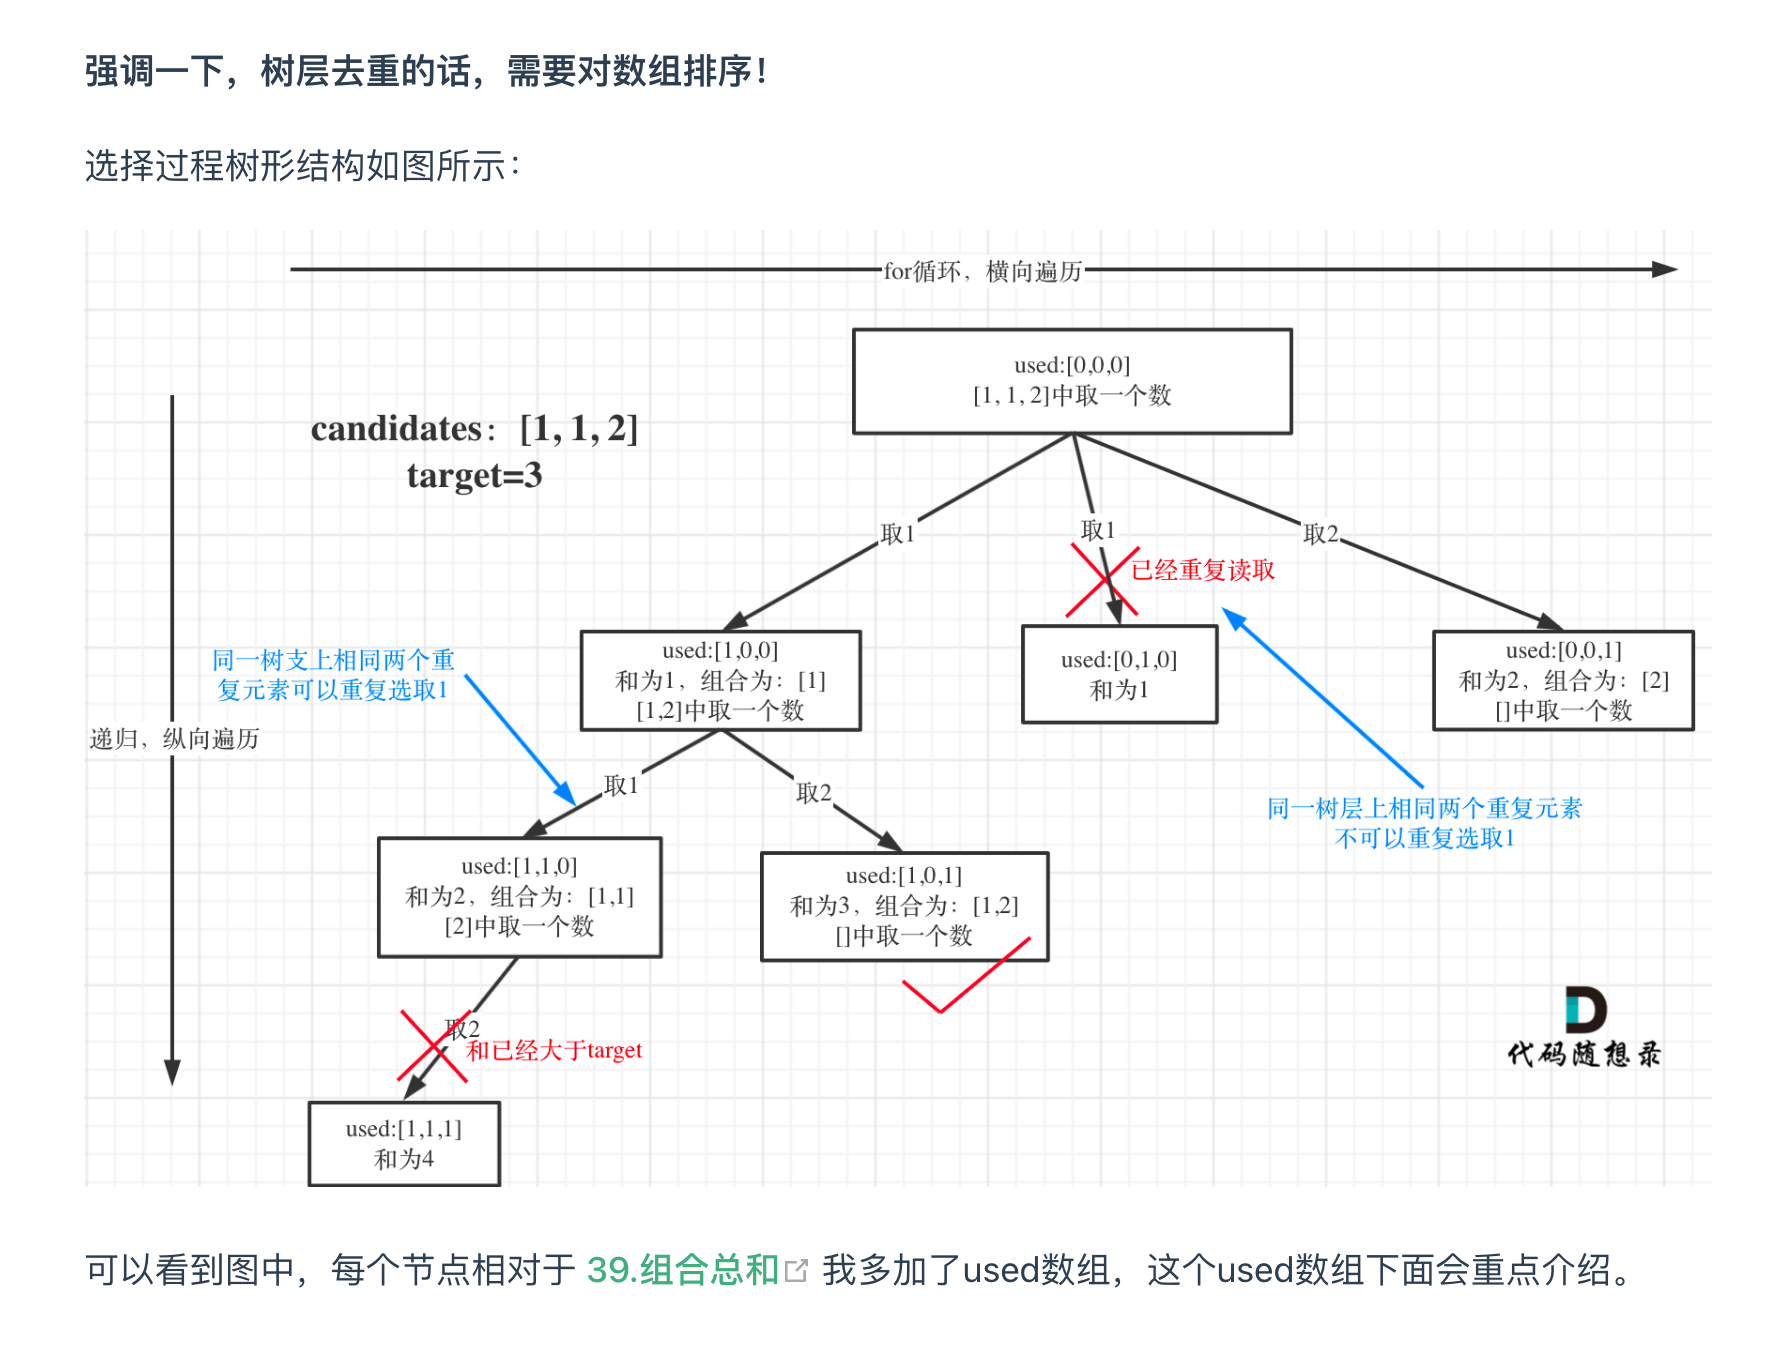 强调一下，树层去重的话，需要对数组排序！
选择过程树形结构如图所示：
for循环，横向遍历
used:[0,0,0]
[1, 1, 2]中取一个数
candidates：[1, 1, 2]
target=3
取1
取1
取2
已经重复读取
同一树支上相同两个重
复元素可以重复选取1
used:[1,0,0]
和为1，组合为：[1]
[1,2]中取一个数
used:[0,1,0]
和为1
used:[0,0,1]
和为2，组合为：[2]
[]中取一个数
递归，纵向遍历
取1
取2
同一树层上相同两个重复元素
不可以重复选取1
used:[1,1,0]
和为2，组合为：[1,1]
[2]中取一个数
used:[1,0,1]
和为3，组合为：[1,2]
[]中取一个数
取2
和已经大于target
代码随想录
used:[1,1,1]
和为4
可以看到图中，每个节点相对于 39.组合总和 我多加了used数组，这个used数组下面会重点介绍。